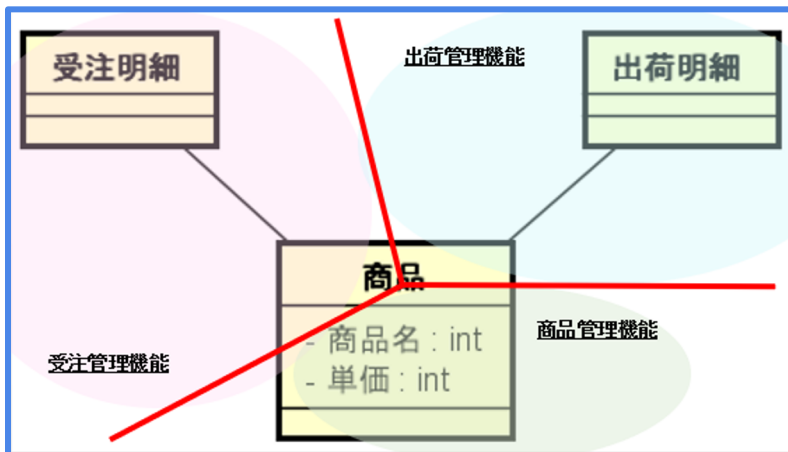 出荷管理機能
受注明細
出荷明細
商品
- 商品名 : int
- 単価 : int
商品管理機能
受注管理機能